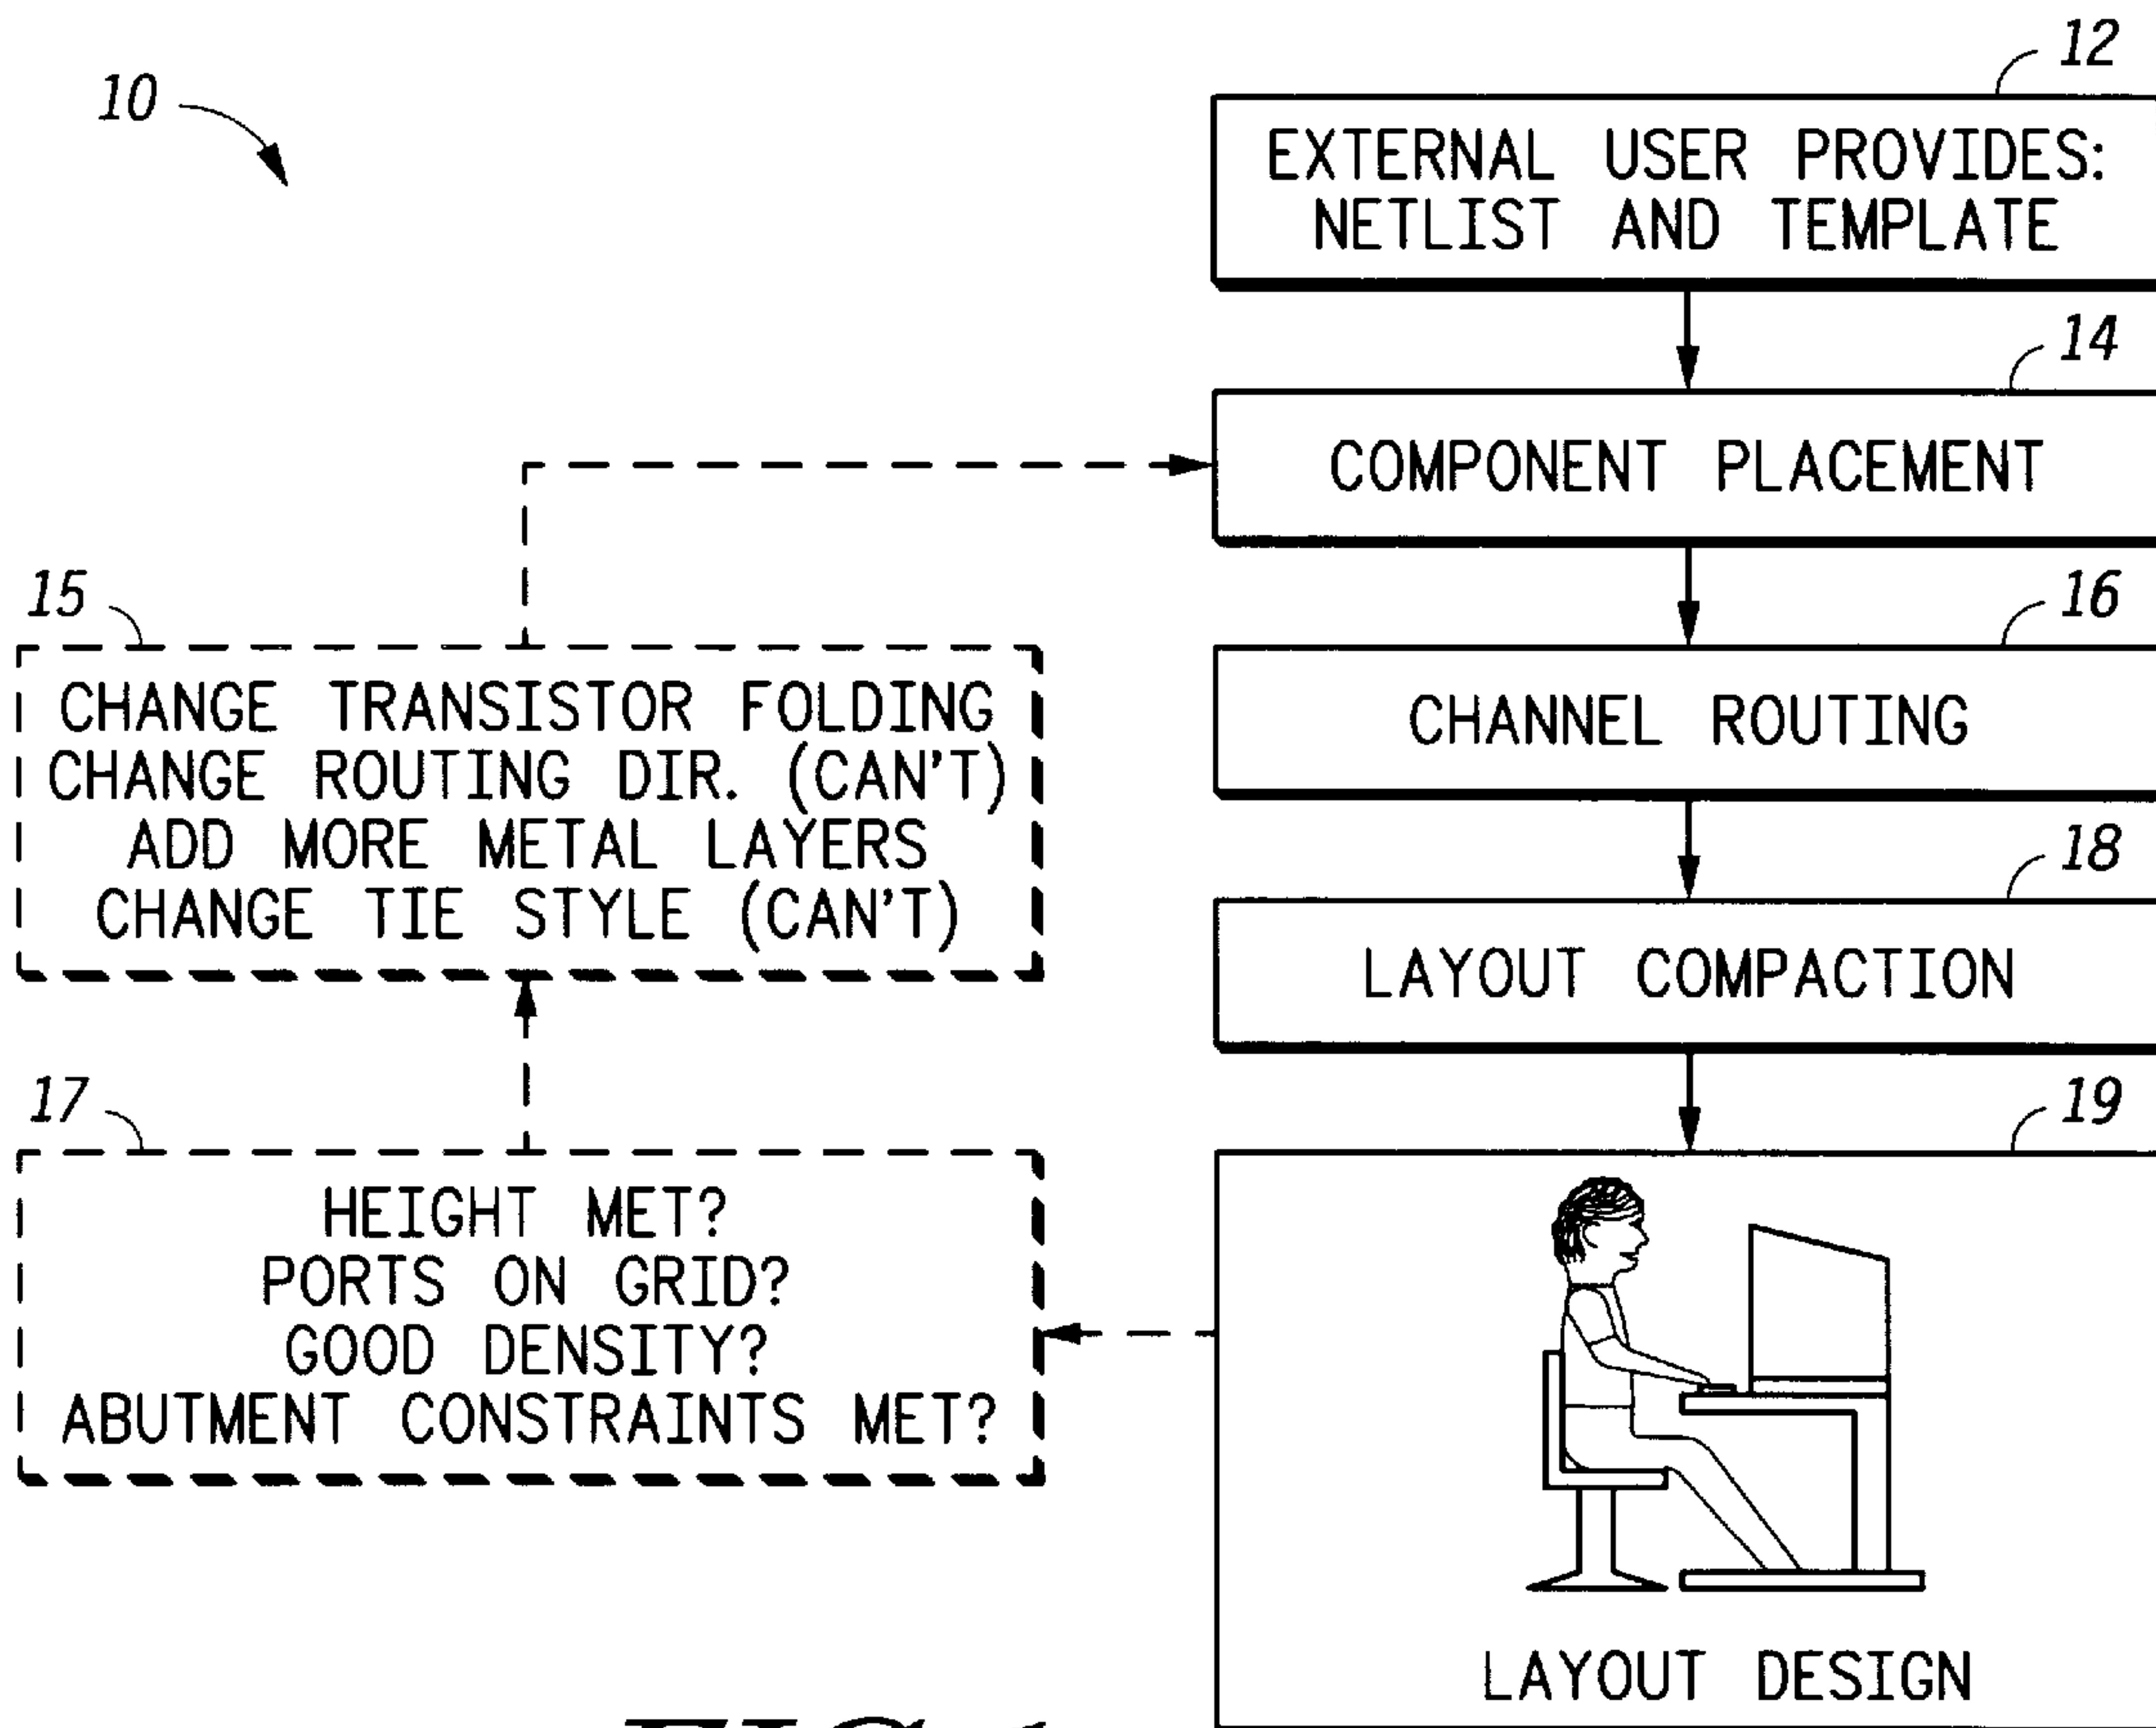 10
12
EXTERNAL USER PROVIDES:
NETLIST AND TEMPLATE
14
COMPONENT PLACEMENT
15
CHANGE TRANSISTOR FOLDING
CHANGE ROUTING DIR. (CAN'T)
ADD MORE METAL LAYERS
CHANGE TIE STYLE (CAN'T)
16
CHANNEL ROUTING
18
LAYOUT COMPACTION
17
HEIGHT MET?
PORTS ON GRID?
GOOD DENSITY?
ABUTMENT CONSTRAINTS MET?
19
LAYOUT DESIGN